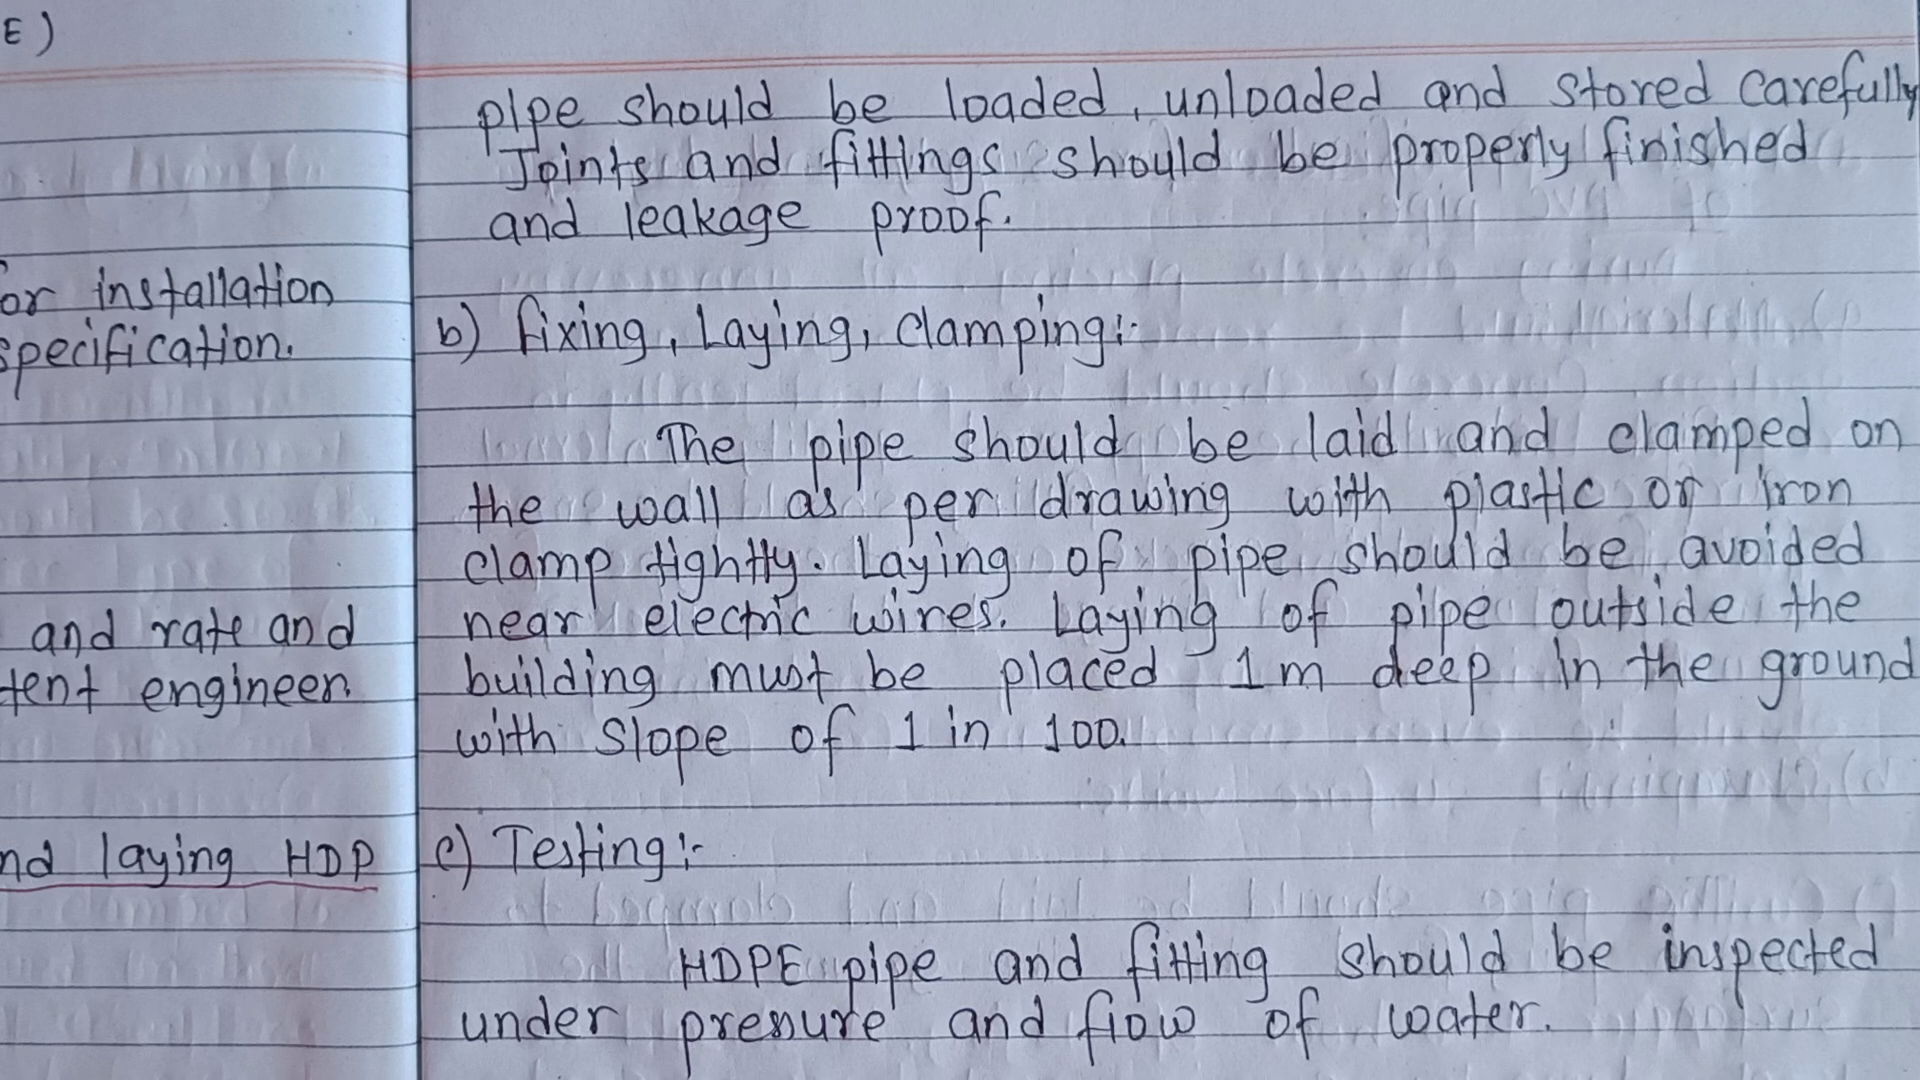 E)
or installation
specification.
and rate and
tent engineer.
nd laying HDP
pipe should be loaded, unloaded and stored carefully
Joints and fittings should be properly finished
and leakage proof.
b) Fixing, Laying, Clamping:-
The pipe should be laid and clamped on
the wall as per drawing with plastic or iron
clamp tightly. Laying of pipe should be avoided
near electric wires. Laying of pipe outside the
building must be placed 1m deep in the ground
with slope of 1 in 100.
c) Testing:-
HDPE pipe and fitting should be inspected
under pressure and flow of water.